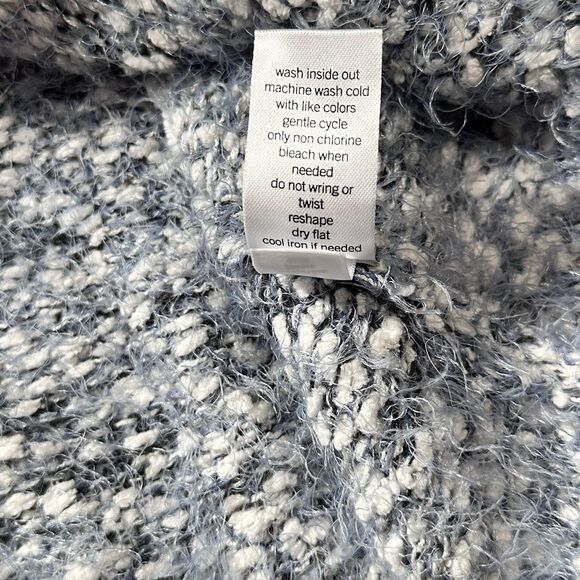 wash inside out
machine wash cold
with like colors
gentle cycle
only non chlorine
bleach when
needed
do not wring or
twist
reshape
dry flat
cool iron if needed